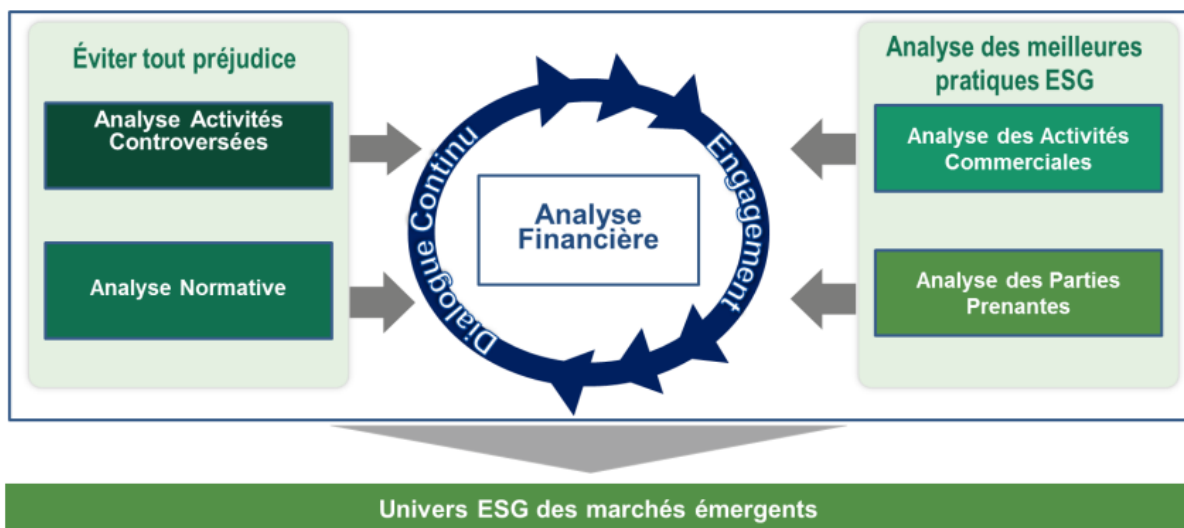 Éviter tout préjudice
Analyse Activités
Controversées
Analyse Normative
Dialogue Continu
Engagement
Analyse
Financière
Analyse des meilleures
pratiques ESG
Analyse des Activités
Commerciales
Analyse des Parties
Prenantes
Univers ESG des marchés émergents